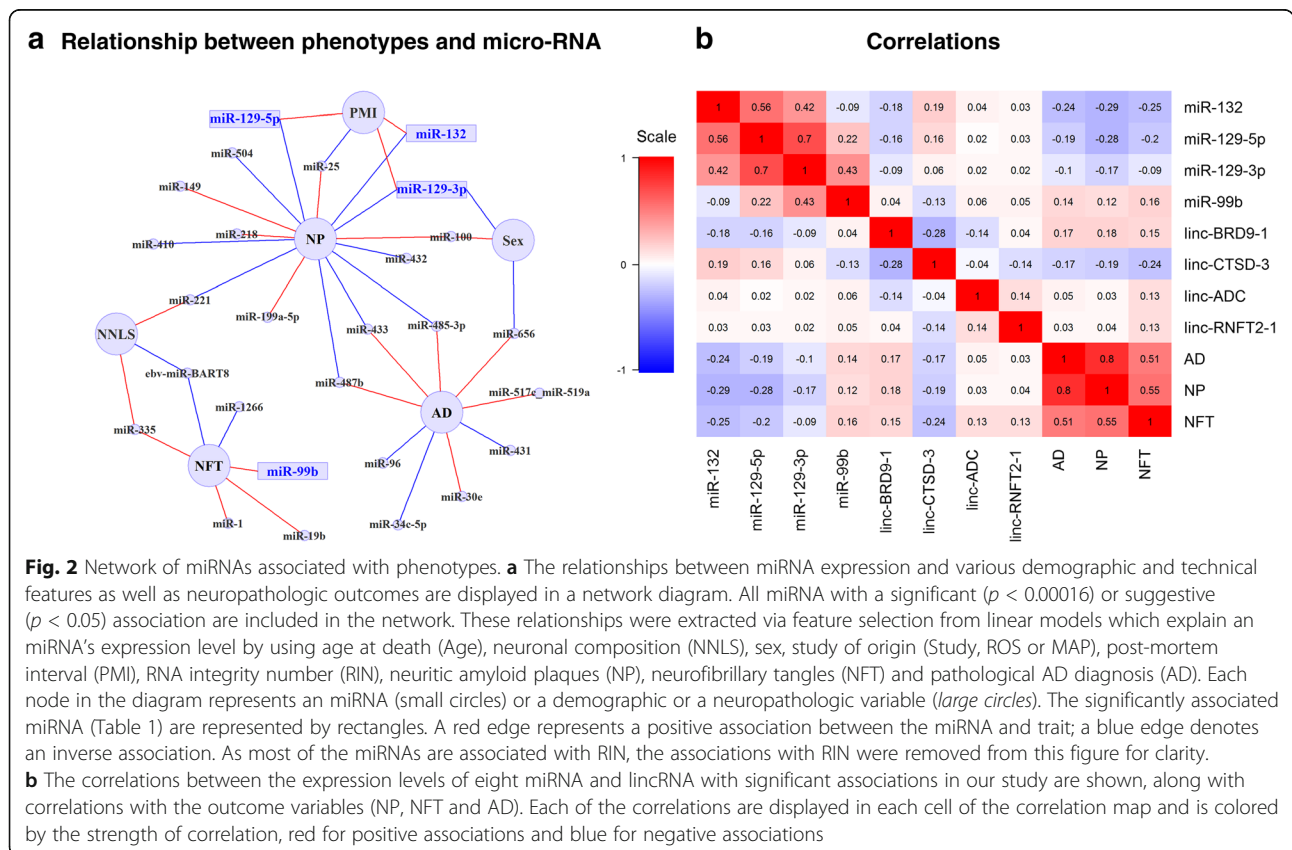 a Relationship between phenotypes and micro-RNA
miR-129-5p
PMI
miR-132
miR-504
miR-25
miR-149
miR-129-3p
miR-218
miR-410
NP
miR-100
Sex
miR-432
miR-221
miR-199a-5p
miR-433
miR-485-3p
miR-656
NNLS
ebv-miR-BART8
miR-487b
miR-517c_miR-519a
miR-1266
AD
miR-335
miR-431
NFT
miR-99b
miR-96
miR-30e
miR-1
miR-19b
miR-34c-5p
b Correlations
Scale
1
0
-1
1 0.56 0.42 -0.09 -0.18 0.19 0.04 0.03 -0.24 -0.29 -0.25 miR-132
0.56 1 0.7 0.22 -0.16 0.16 0.02 0.03 -0.19 -0.28 -0.2 miR-129-5p
0.42 0.7 1 0.43 -0.09 0.06 0.02 0.02 -0.1 -0.17 -0.09 miR-129-3p
-0.09 0.22 0.43 1 0.04 -0.13 0.06 0.05 0.14 0.12 0.16 miR-99b
-0.18 -0.16 -0.09 0.04 1 -0.28 -0.14 0.04 0.17 0.18 0.15 linc-BRD9-1
0.19 0.16 0.06 -0.13 -0.28 1 -0.04 -0.14 -0.17 -0.19 -0.24 linc-CTSD-3
0.04 0.02 0.02 0.06 -0.14 -0.04 1 0.14 0.05 0.03 0.13 linc-ADC
0.03 0.03 0.02 0.05 0.04 -0.14 0.14 1 0.03 0.04 0.13 linc-RNFT2-1
-0.24 -0.19 -0.1 0.14 0.17 -0.17 0.05 0.03 1 0.8 0.51 AD
-0.29 -0.28 -0.17 0.12 0.18 -0.19 0.03 0.04 0.8 1 0.55 NP
-0.25 -0.2 -0.09 0.16 0.15 -0.24 0.13 0.13 0.51 0.55 1 NFT
miR-132 miR-129-5p miR-129-3p miR-99b linc-BRD9-1 linc-CTSD-3 linc-ADC linc-RNFT2-1 AD NP NFT
Fig. 2 Network of miRNAs associated with phenotypes. a The relationships between miRNA expression and various demographic and technical
features as well as neuropathologic outcomes are displayed in a network diagram. All miRNA with a significant (p < 0.00016) or suggestive
(p < 0.05) association are included in the network. These relationships were extracted via feature selection from linear models which explain an
miRNA's expression level by using age at death (Age), neuronal composition (NNLS), sex, study of origin (Study, ROS or MAP), post-mortem
interval (PMI), RNA integrity number (RIN), neuritic amyloid plaques (NP), neurofibrillary tangles (NFT) and pathological AD diagnosis (AD). Each
node in the diagram represents an miRNA (small circles) or a demographic or a neuropathologic variable (large circles). The significantly associated
miRNA (Table 1) are represented by rectangles. A red edge represents a positive association between the miRNA and trait; a blue edge denotes
an inverse association. As most of the miRNAs are associated with RIN, the associations with RIN were removed from this figure for clarity.
b The correlations between the expression levels of eight miRNA and lincRNA with significant associations in our study are shown, along with
correlations with the outcome variables (NP, NFT and AD). Each of the correlations are displayed in each cell of the correlation map and is colored
by the strength of correlation, red for positive associations and blue for negative associations